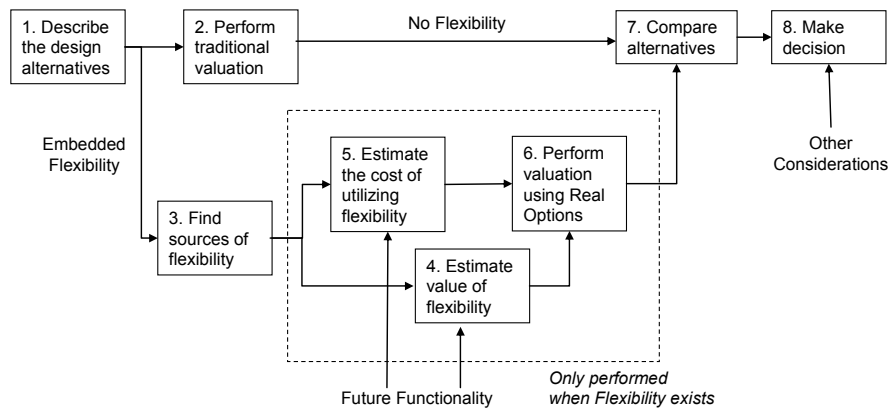 1. Describe
the design
alternatives
2. Perform
traditional
valuation
No Flexibility
7. Compare
alternatives
8. Make
decision
Embedded
Flexibility
5. Estimate
the cost of
utilizing
flexibility
6. Perform
valuation
using Real
Options
Other
Considerations
3. Find
sources of
flexibility
4. Estimate
value of
flexibility
Future Functionality
Only performed
when Flexibility exists